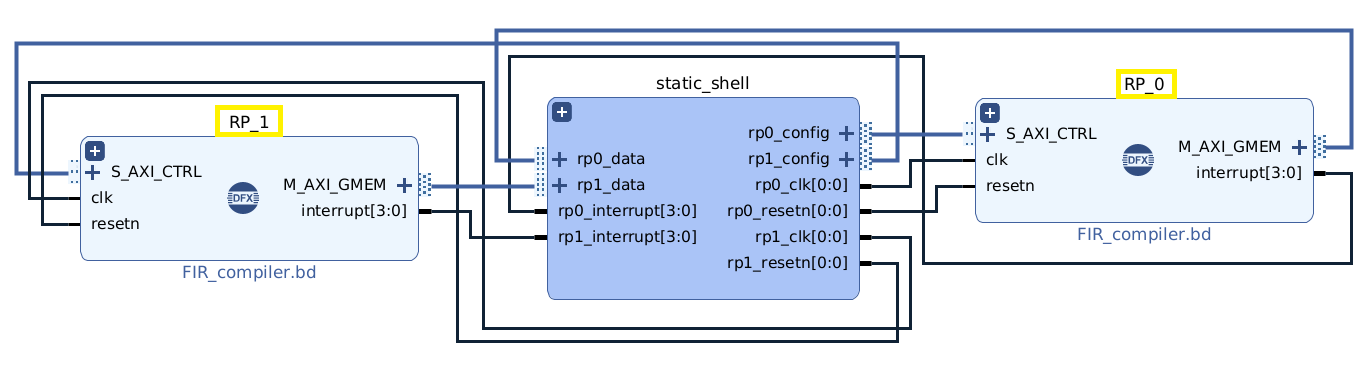 static_shell
RP_0
RP_1
rp0_config
rp1_config
rp0_clk[0:0]
rp0_resetn[0:0]
rp1_clk[0:0]
rp1_resetn[0:0]
rp0_data
rp1_data
rp0_interrupt[3:0]
rp1_interrupt[3:0]
S_AXI_CTRL
clk
resetn
DFX
M_AXI_GMEM
interrupt[3:0]
FIR_compiler.bd
S_AXI_CTRL
clk
resetn
DFX
M_AXI_GMEM
interrupt[3:0]
FIR_compiler.bd